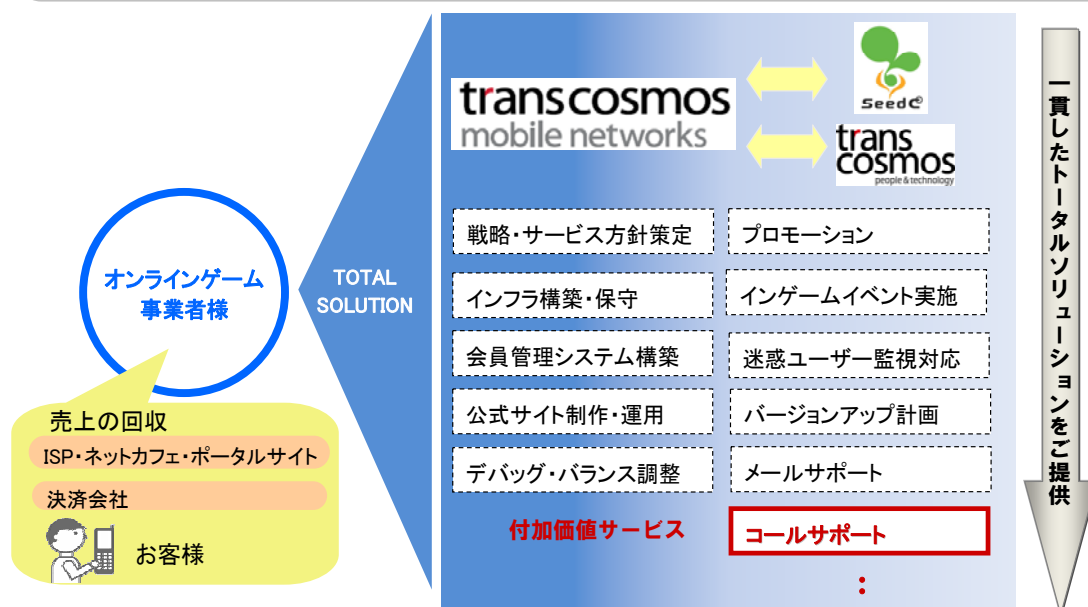 transcosmos
mobile networks
SeedC
trans
cosmos
people & technology
オンラインゲーム
事業者様
TOTAL
SOLUTION
戦略・サービス方針策定
プロモーション
インフラ構築・保守
インゲームイベント実施
会員管理システム構築
迷惑ユーザー監視対応
公式サイト制作・運用
バージョンアップ計画
デバッグ・バランス調整
メールサポート
付加価値サービス
コールサポート
:
売上の回収
ISP・ネットカフェ・ポータルサイト
決済会社
お客様
一貫したトータルソリューションをご提供